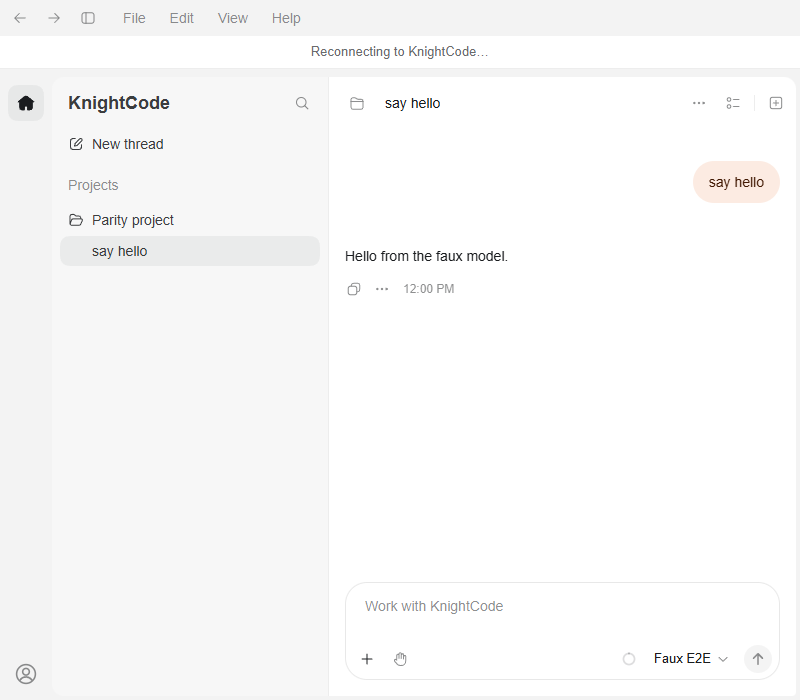 File Edit View Help
Reconnecting to KnightCode…
KnightCode
New thread
Projects
Parity project
say hello
say hello
say hello
Hello from the faux model.
12:00 PM
Work with KnightCode
Faux E2E